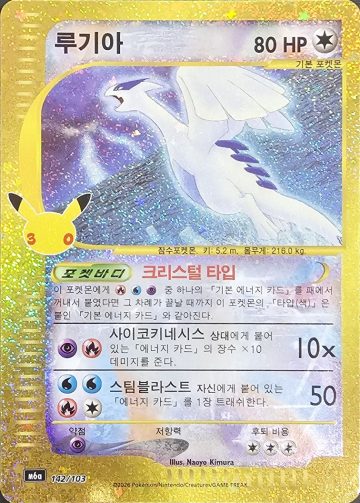 루기아
80 HP
기본 포켓몬
30
잠수포켓몬. 키: 5.2 m, 몸무게: 216.0 kg.
포켓바디 크리스털 타입
이 포켓몬에게 중 하나의 「기본 에너지 카드」를 패에서
꺼내서 붙였다면 그 차례가 끝날 때까지 이 포켓몬의 「타입(색)」은
붙인 「기본 에너지 카드」와 같아진다.
사이코키네시스 상대에게 붙어
있는 「에너지 카드」의 장수 ×10
데미지를 준다.
10x
스팀블라스트 자신에게 붙어 있는
「에너지 카드」를 1장 트래쉬한다.
50
약점 저항력 후퇴 비용
Illus. Naoyo Kimura
M6a 142/103
©2026 Pokémon/Nintendo/Creatures/GAME FREAK.